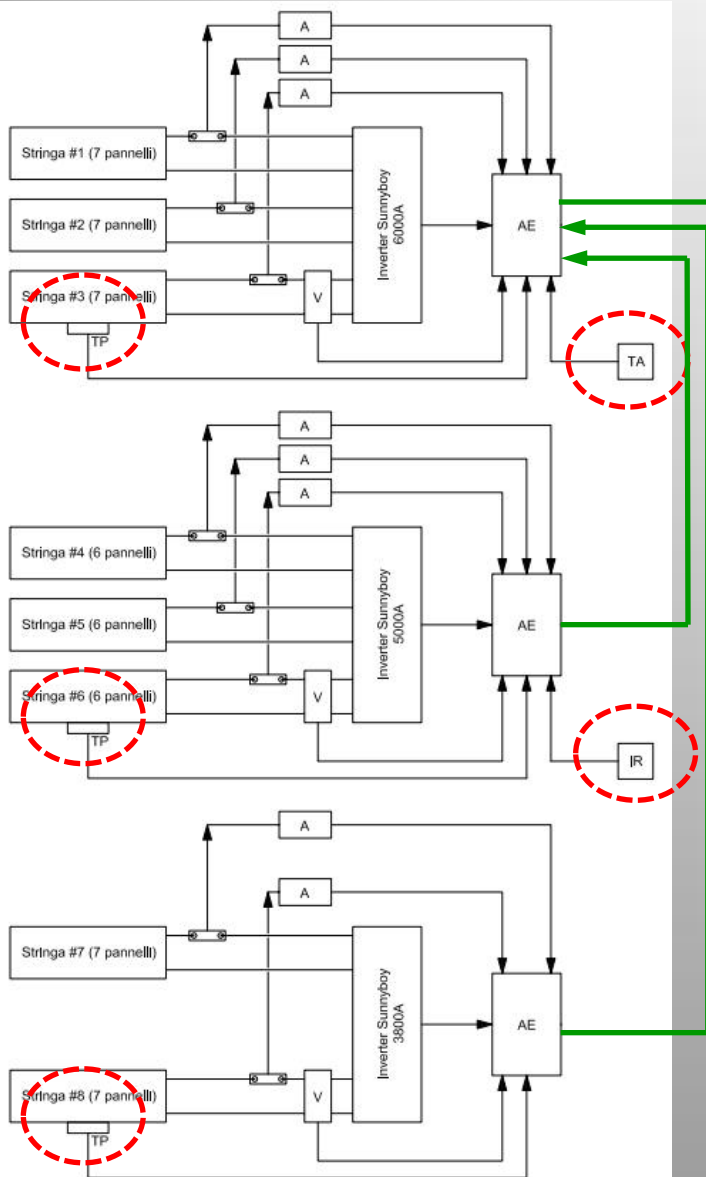 A
A
A
Stringa #1 (7 pannelli)
Stringa #2 (7 pannelli)
Stringa #3 (7 pannelli)
TP
V
Inverter Sunnyboy
6000A
AE
TA
A
A
A
Stringa #4 (6 pannelli)
Stringa #5 (6 pannelli)
Stringa #6 (6 pannelli)
TP
V
Inverter Sunnyboy
5000A
AE
IR
A
A
Stringa #7 (7 pannelli)
Stringa #8 (7 pannelli)
TP
V
Inverter Sunnyboy
3800A
AE